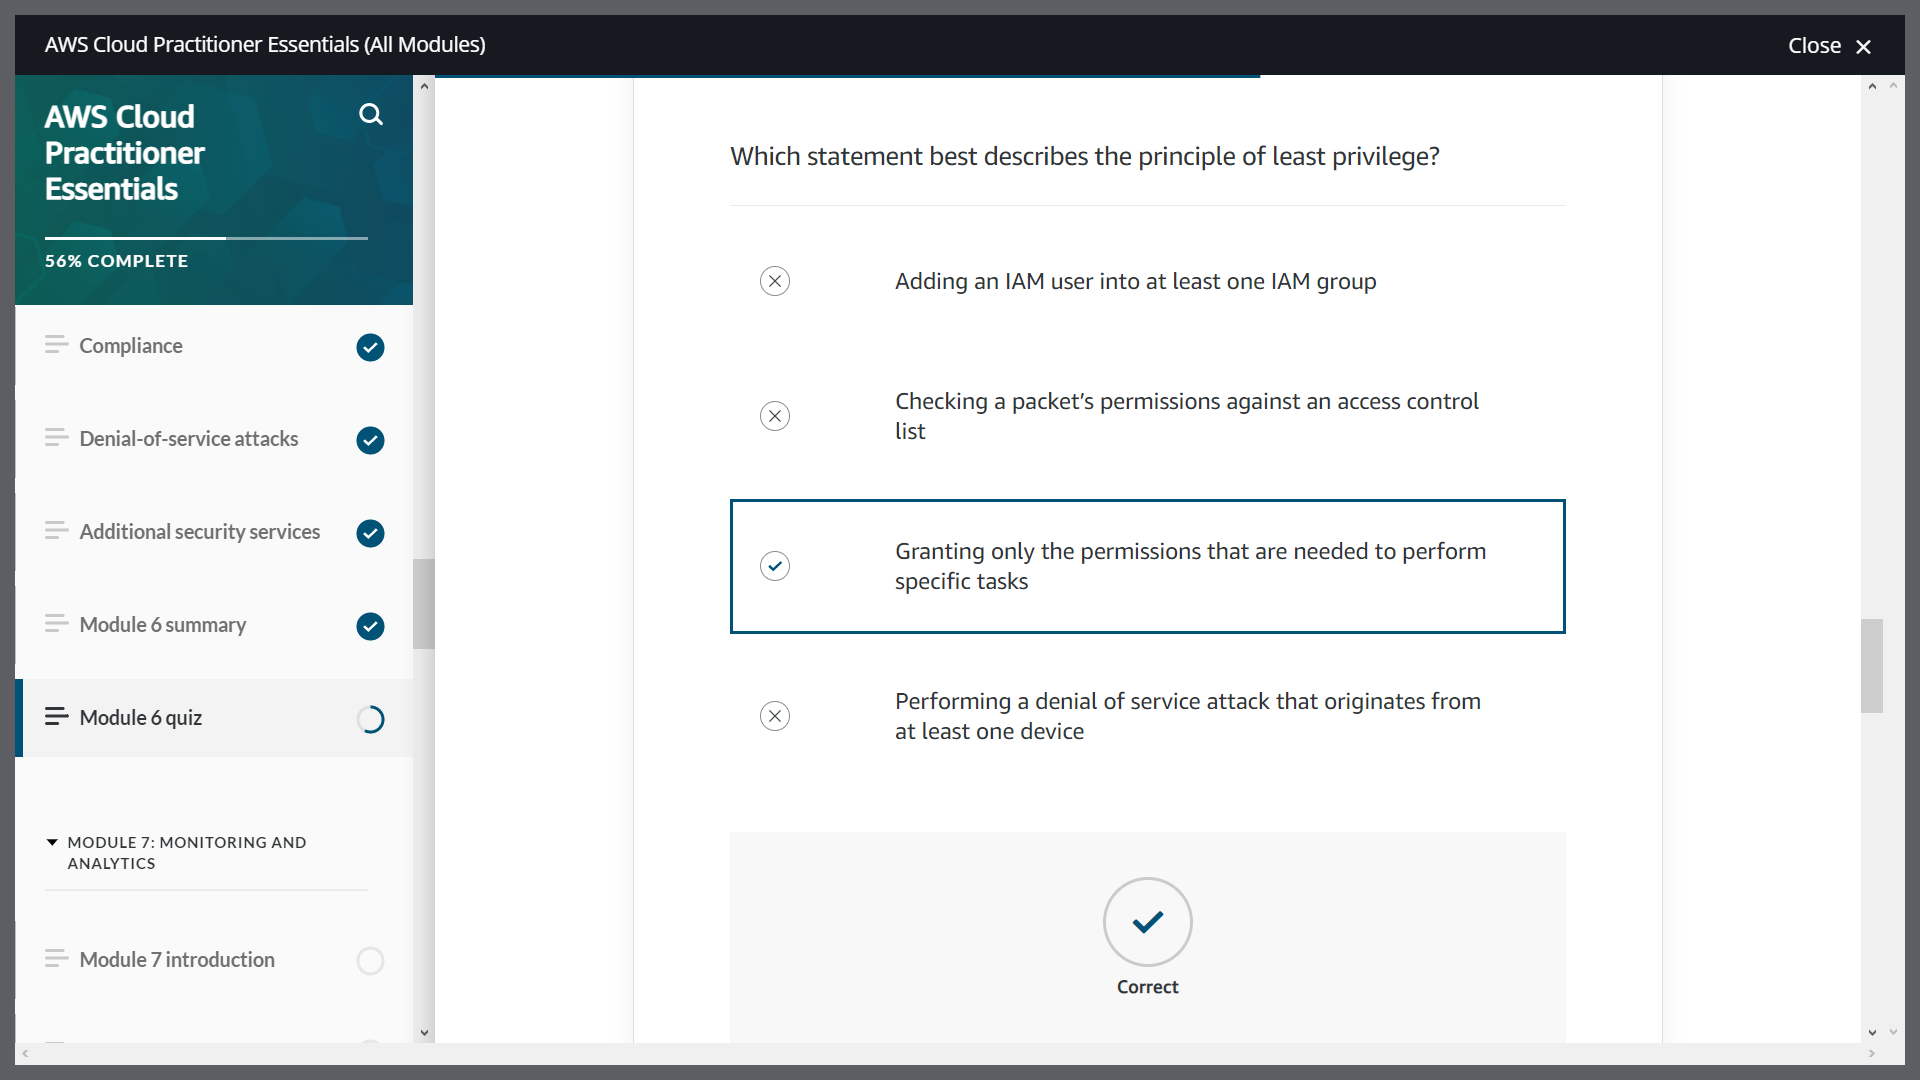 AWS Cloud Practitioner Essentials (All Modules)
Close
AWS Cloud
Practitioner
Essentials
56% COMPLETE
Compliance
Denial-of-service attacks
Additional security services
Module 6 summary
Module 6 quiz
MODULE 7: MONITORING AND
ANALYTICS
Module 7 introduction
Which statement best describes the principle of least privilege?
Adding an IAM user into at least one IAM group
Checking a packet’s permissions against an access control
list
Granting only the permissions that are needed to perform
specific tasks
Performing a denial of service attack that originates from
at least one device
Correct